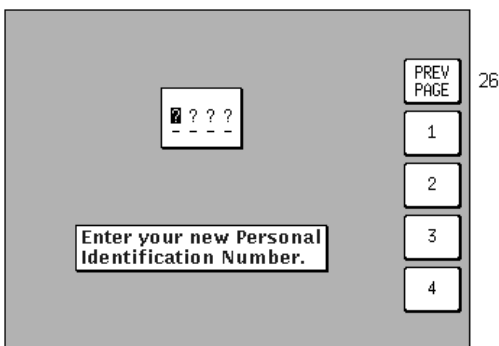 ? ? ? ?
Enter your new Personal
Identification Number.
PREV
PAGE
26
1
2
3
4